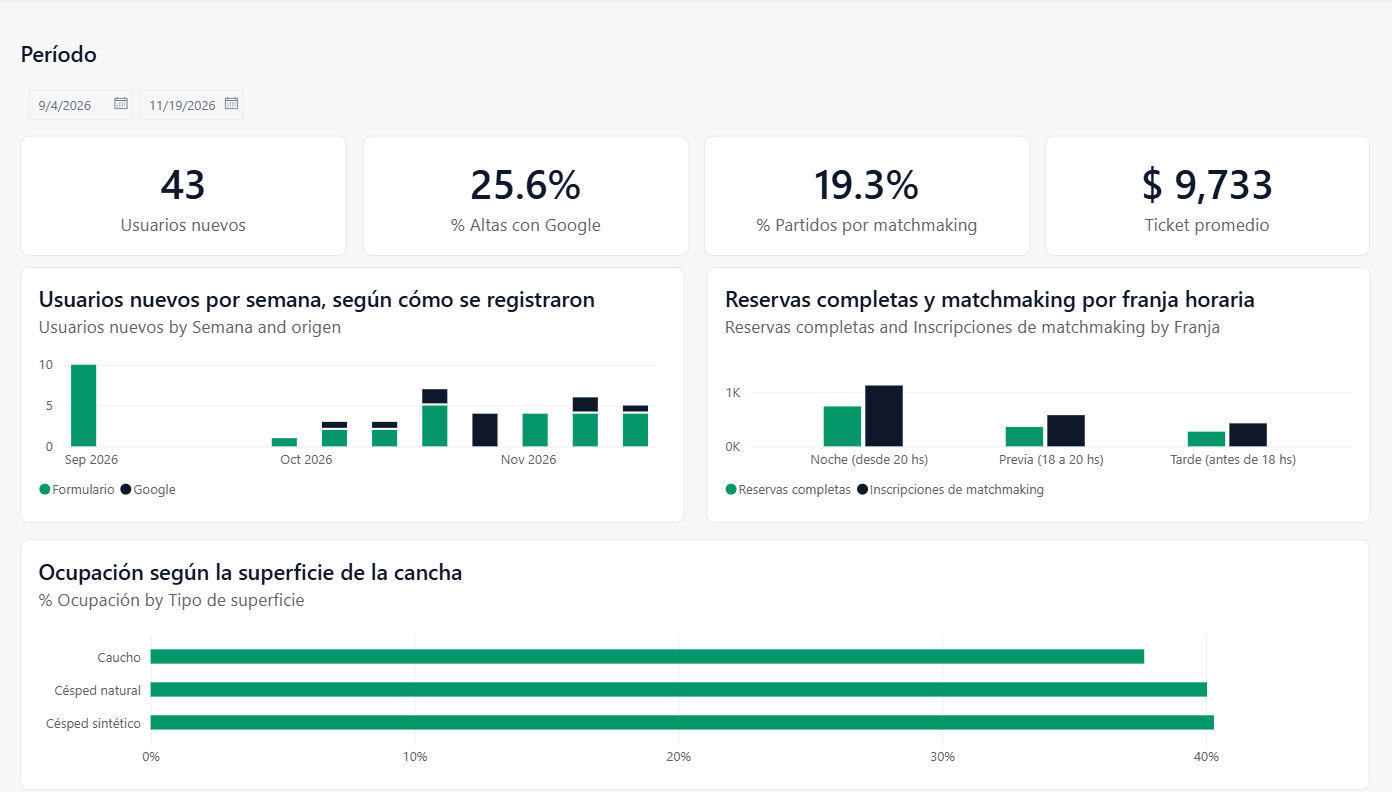 Período
9/4/2026 11/19/2026
43
Usuarios nuevos
25.6%
% Altas con Google
19.3%
% Partidos por matchmaking
$ 9,733
Ticket promedio
Usuarios nuevos por semana, según cómo se registraron
Usuarios nuevos by Semana and origen
10
5
0
Sep 2026 Oct 2026 Nov 2026
Formulario Google
Reservas completas y matchmaking por franja horaria
Reservas completas and Inscripciones de matchmaking by Franja
1K
0K
Noche (desde 20 hs) Previa (18 a 20 hs) Tarde (antes de 18 hs)
Reservas completas Inscripciones de matchmaking
Ocupación según la superficie de la cancha
% Ocupación by Tipo de superficie
Caucho
Césped natural
Césped sintético
0% 10% 20% 30% 40%